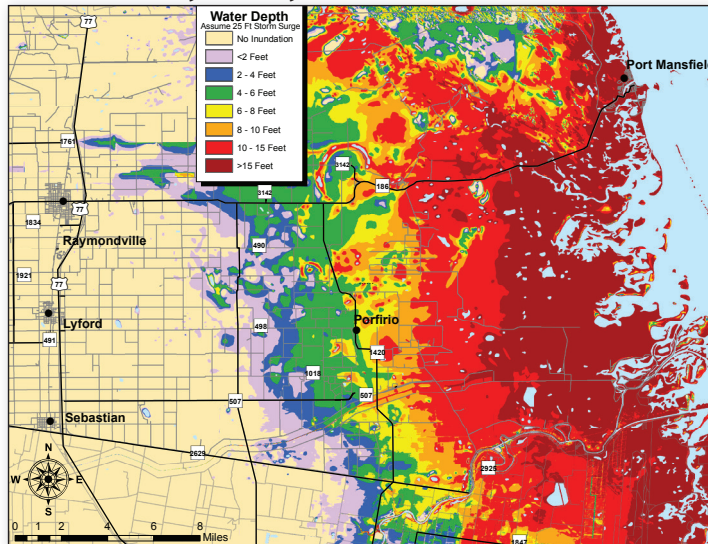 Water Depth
Assume 25 Ft Storm Surge
No Inundation
<2 Feet
2 - 4 Feet
4 - 6 Feet
6 - 8 Feet
8 - 10 Feet
10 - 15 Feet
>15 Feet
77
Port Mansfield
1761
3142
3142
186
77
1834
Raymondville
490
1921
77
Lyford
498
Porfirio
491
1420
1018
507
507
Sebastian
2629
2925
N
W
E
S
0 1 2 4 6 8
Miles
1847